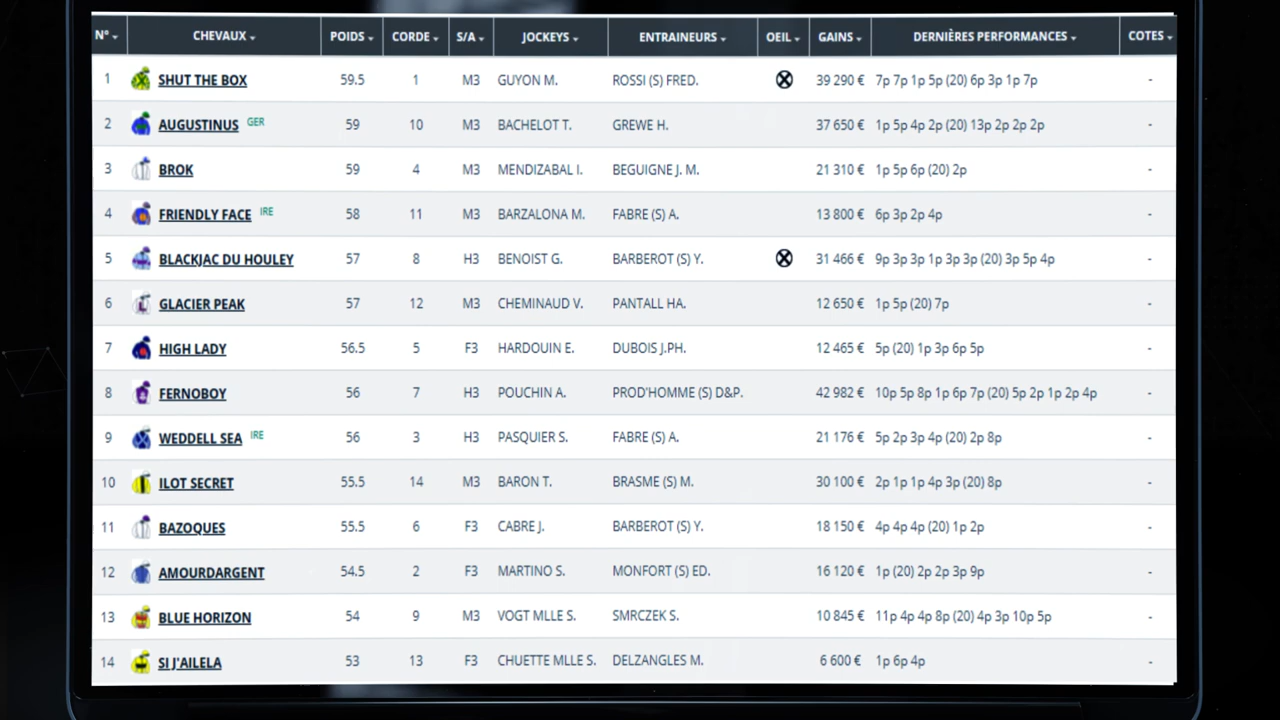 N° CHEVAUX POIDS CORDE S/A JOCKEYS ENTRAINEURS OEIL GAINS DERNIÈRES PERFORMANCES COTES
1 SHUT THE BOX 59.5 1 M3 GUYON M. ROSSI (S) FRED. 39 290 € 7p 7p 1p 5p (20) 6p 3p 1p 7p -
2 AUGUSTINUS GER 59 10 M3 BACHELOT T. GREWE H. 37 650 € 1p 5p 4p 2p (20) 13p 2p 2p 2p -
3 BROK 59 4 M3 MENDIZABAL I. BEGUIGNE J. M. 21 310 € 1p 5p 6p (20) 2p -
4 FRIENDLY FACE IRE 58 11 M3 BARZALONA M. FABRE (S) A. 13 800 € 6p 3p 2p 4p -
5 BLACKJAC DU HOULEY 57 8 H3 BENOIST G. BARBEROT (S) Y. 31 466 € 9p 3p 3p 1p 3p 3p (20) 3p 5p 4p -
6 GLACIER PEAK 57 12 M3 CHEMINAUD V. PANTALL HA. 12 650 € 1p 5p (20) 7p -
7 HIGH LADY 56.5 5 F3 HARDOUIN E. DUBOIS J.PH. 12 465 € 5p (20) 1p 3p 6p 5p -
8 FERNOBOY 56 7 H3 POUCHIN A. PROD'HOMME (S) D&P. 42 982 € 10p 5p 8p 1p 6p 7p (20) 5p 2p 1p 2p 4p -
9 WEDDELL SEA IRE 56 3 H3 PASQUIER S. FABRE (S) A. 21 176 € 5p 2p 3p 4p (20) 2p 8p -
10 ILOT SECRET 55.5 14 M3 BARON T. BRASME (S) M. 30 100 € 2p 1p 1p 4p 3p (20) 8p -
11 BAZOQUES 55.5 6 F3 CABRE J. BARBEROT (S) Y. 18 150 € 4p 4p 4p (20) 1p 2p -
12 AMOURDARGENT 54.5 2 F3 MARTINO S. MONFORT (S) ED. 16 120 € 1p (20) 2p 2p 3p 9p -
13 BLUE HORIZON 54 9 M3 VOGT MLLE S. SMRCZEK S. 10 845 € 11p 4p 4p 8p (20) 4p 3p 10p 5p -
14 SI J'AILELA 53 13 F3 CHUETTE MLLE S. DELZANGLES M. 6 600 € 1p 6p 4p -